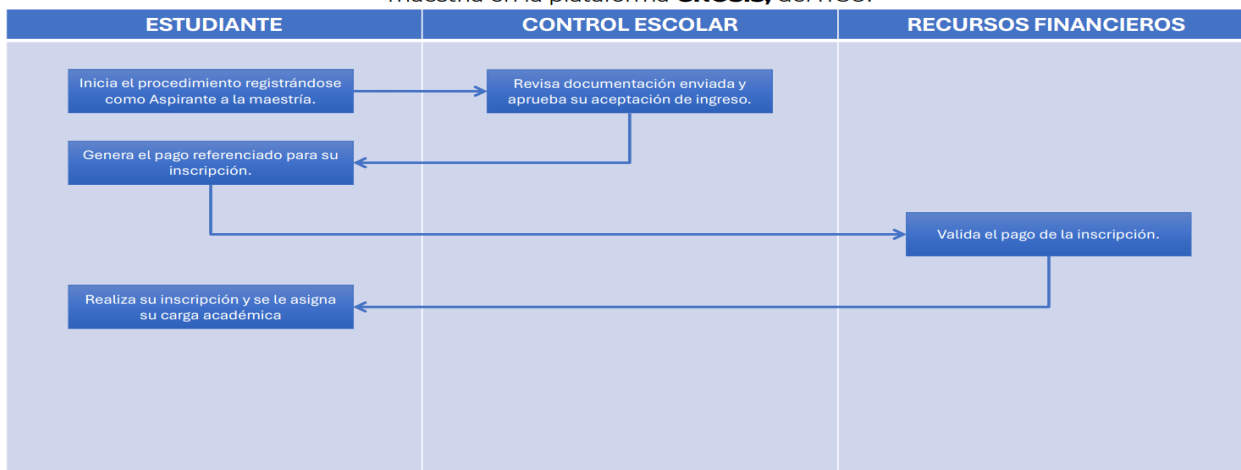 ESTUDIANTE
CONTROL ESCOLAR
RECURSOS FINANCIEROS
Inicia el procedimiento registrándose
como Aspirante a la maestría.
Revisa documentación enviada y
aprueba su aceptación de ingreso.
Genera el pago referenciado para su
inscripción.
Valida el pago de la inscripción.
Realiza su inscripción y se le asigna
su carga académica